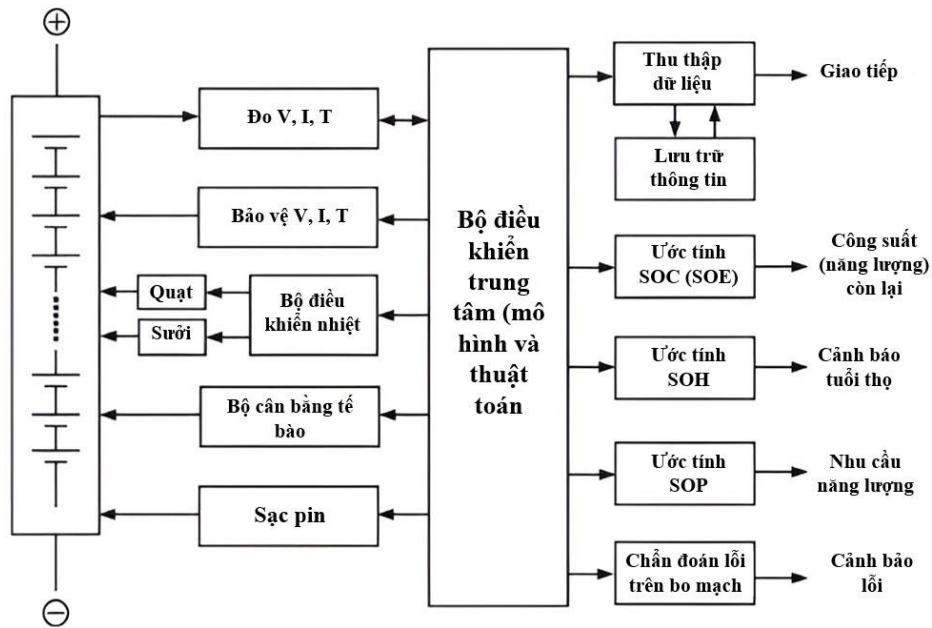 +
Đo V, I, T
Bảo vệ V, I, T
Quạt
Sưởi
Bộ điều
khiển nhiệt
Bộ cân bằng tế
bào
Sạc pin
−
Bộ điều
khiển
trung
tâm (mô
hình và
thuật
toán
Thu thập
dữ liệu
Giao tiếp
Lưu trữ
thông tin
Ước tính
SOC (SOE)
Công suất
(năng lượng)
còn lại
Ước tính
SOH
Cảnh báo
tuổi thọ
Ước tính
SOP
Nhu cầu
năng lượng
Chẩn đoán lỗi
trên bo mạch
Cảnh bảo
lỗi